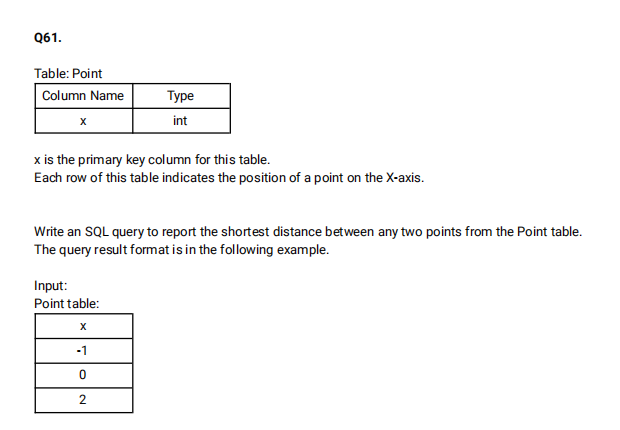 Q61.
Table: Point
Column Name Type
x int
x is the primary key column for this table.
Each row of this table indicates the position of a point on the X-axis.
Write an SQL query to report the shortest distance between any two points from the Point table.
The query result format is in the following example.
Input:
Point table:
x
-1
0
2